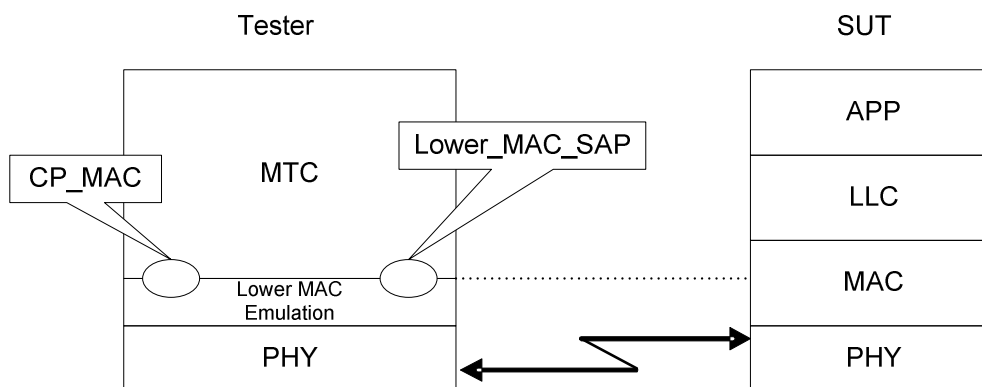 Tester
SUT
CP_MAC
MTC
Lower_MAC_SAP
Lower MAC
Emulation
PHY
APP
LLC
MAC
PHY